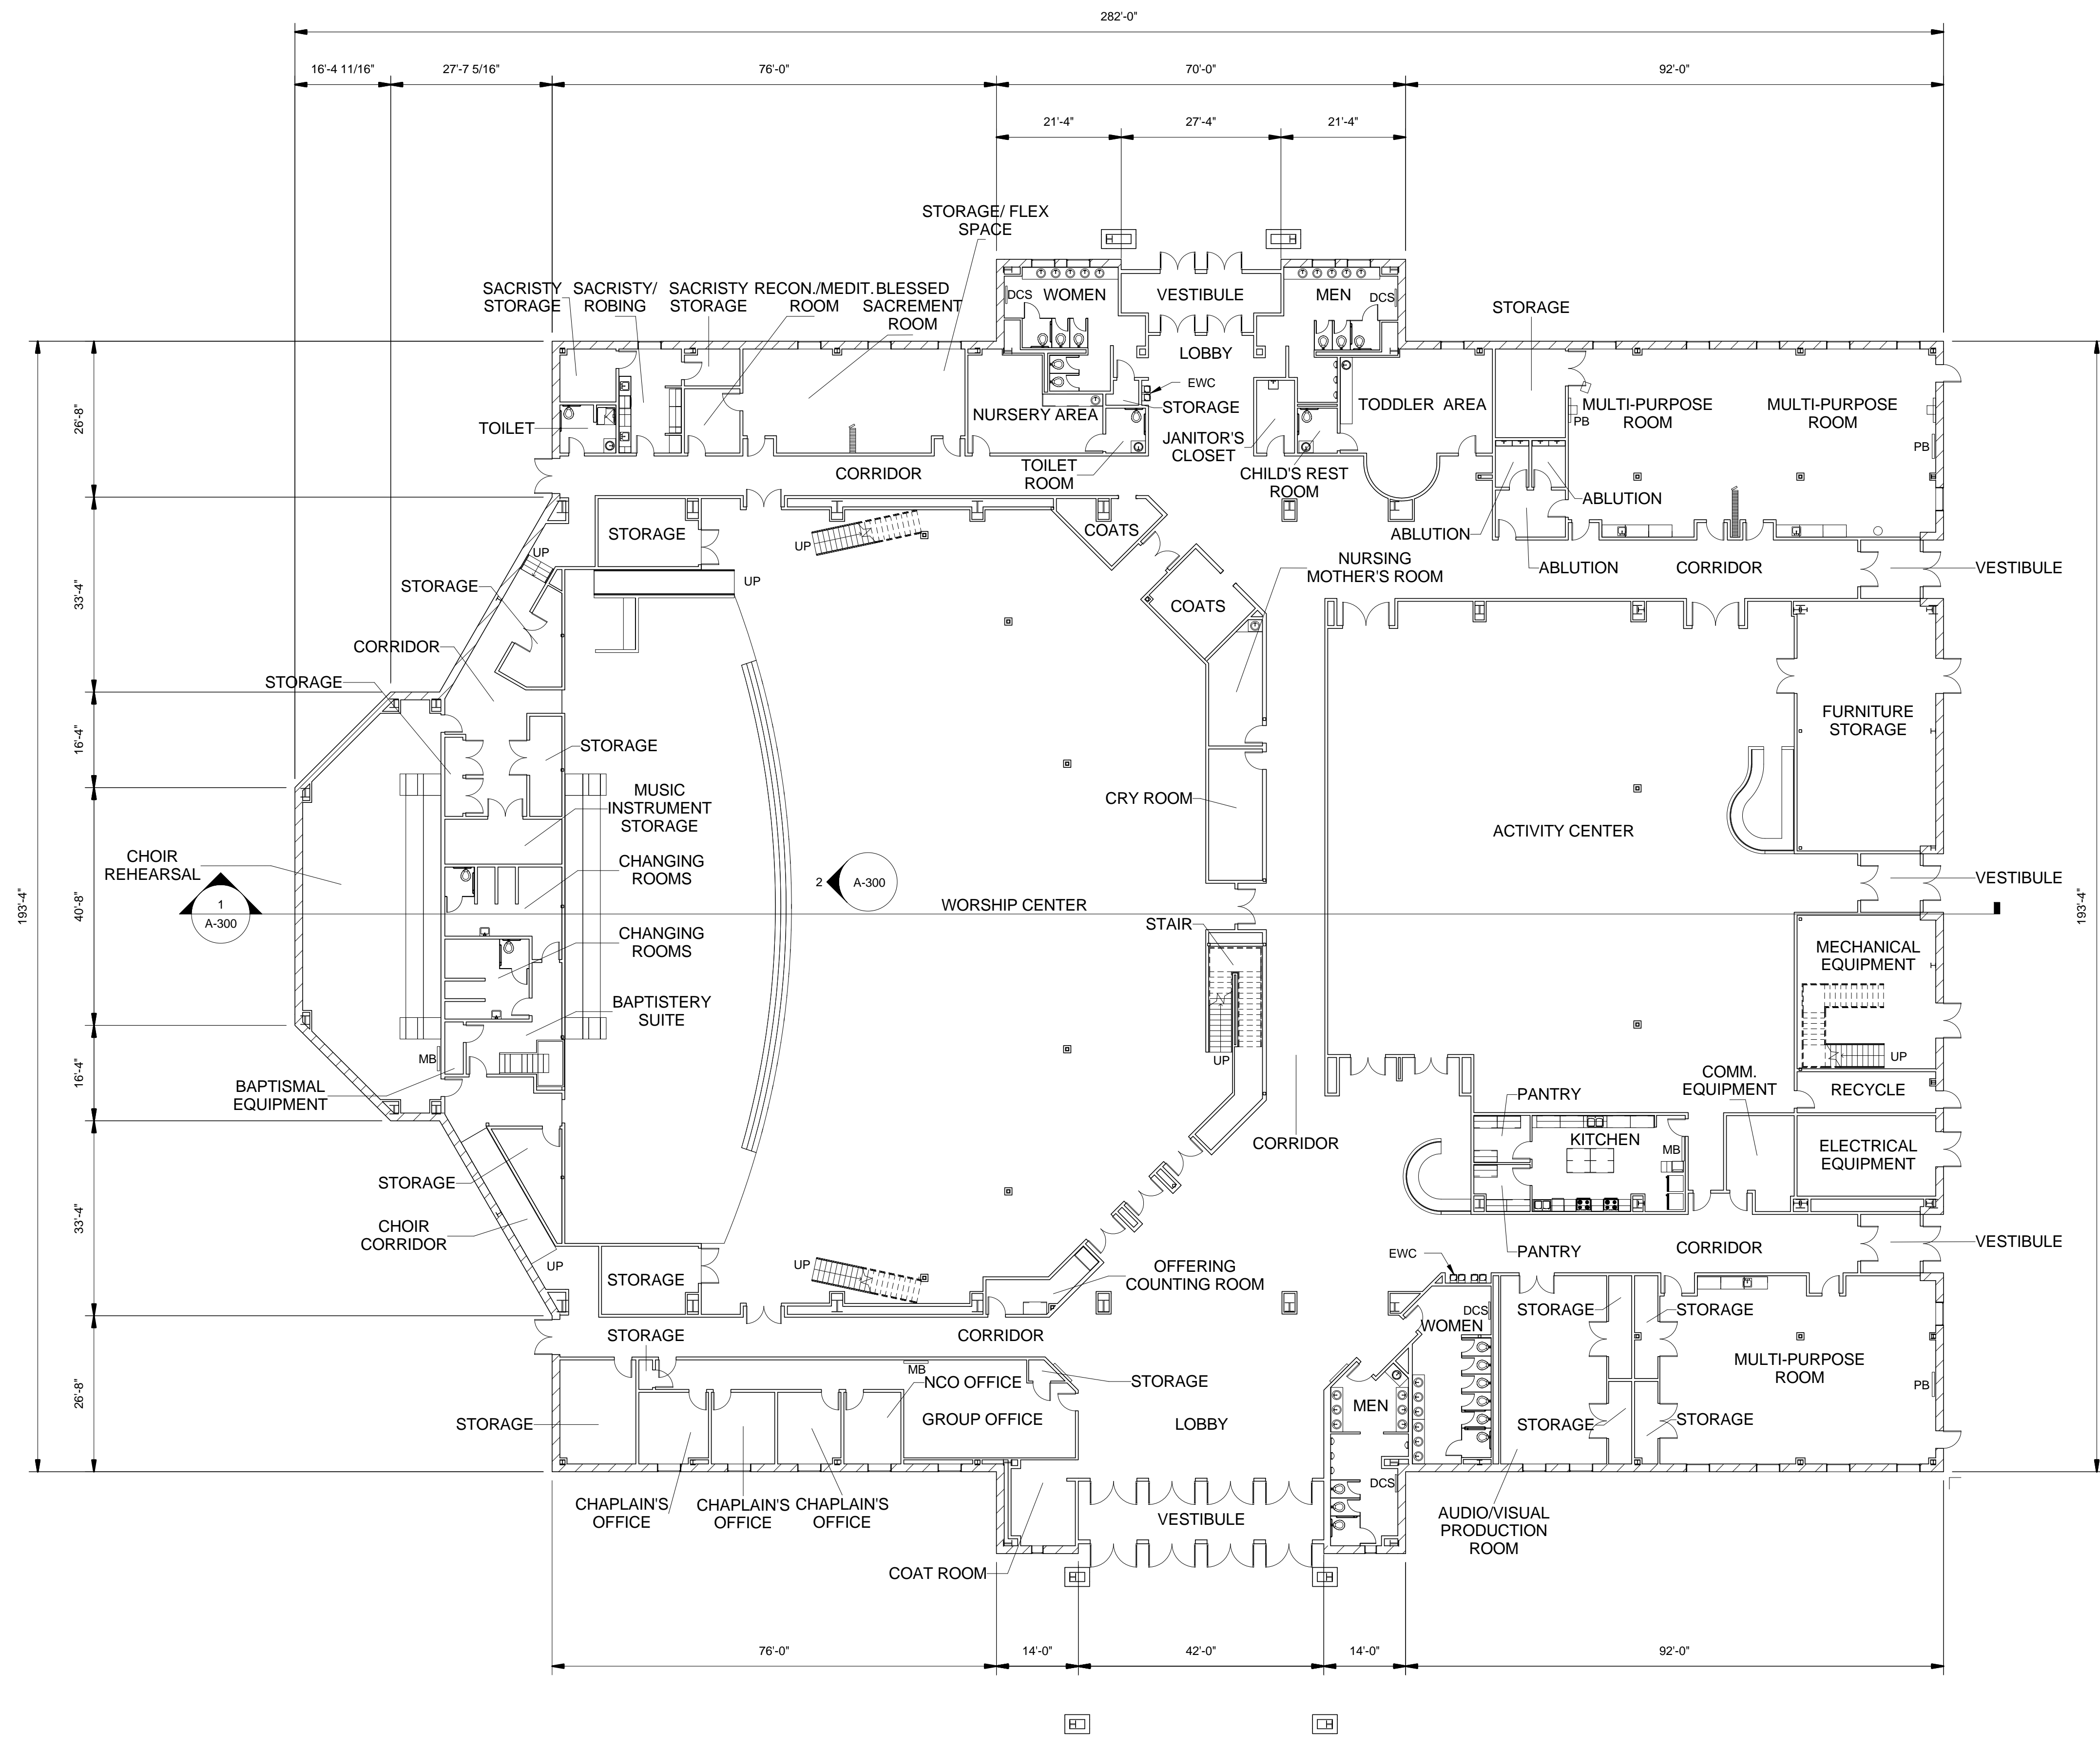 282'-0"
16'-4 11/16"
27'-7 5/16"
76'-0"
70'-0"
92'-0"
21'-4"
27'-4"
21'-4"
STORAGE/ FLEX
SPACE
SACRISTY
STORAGE
SACRISTY/
ROBING
SACRISTY
STORAGE
RECON./MEDIT.
ROOM
BLESSED
SACREMENT
ROOM
DCS
WOMEN
VESTIBULE
MEN
DCS
STORAGE
LOBBY
EWC
STORAGE
NURSERY AREA
TODDLER AREA
MULTI-PURPOSE
ROOM
MULTI-PURPOSE
ROOM
PB
PB
TOILET
JANITOR'S
CLOSET
CORRIDOR
TOILET
ROOM
CHILD'S REST
ROOM
ABLUTION
ABLUTION
ABLUTION
26'-8"
STORAGE
UP
COATS
UP
UP
NURSING
MOTHER'S ROOM
CORRIDOR
VESTIBULE
STORAGE
COATS
33'-4"
CORRIDOR
STORAGE
FURNITURE
STORAGE
16'-4"
STORAGE
MUSIC
INSTRUMENT
STORAGE
CRY ROOM
ACTIVITY CENTER
CHOIR
REHEARSAL
CHANGING
ROOMS
2
A-300
VESTIBULE
1
A-300
193'-4"
40'-8"
WORSHIP CENTER
193'-4"
STAIR
CHANGING
ROOMS
MECHANICAL
EQUIPMENT
BAPTISTERY
SUITE
MB
UP
UP
16'-4"
BAPTISMAL
EQUIPMENT
COMM.
EQUIPMENT
RECYCLE
PANTRY
CORRIDOR
KITCHEN
MB
ELECTRICAL
EQUIPMENT
STORAGE
33'-4"
CHOIR
CORRIDOR
UP
STORAGE
UP
OFFERING
COUNTING ROOM
EWC
PANTRY
CORRIDOR
VESTIBULE
STORAGE
CORRIDOR
DCS
WOMEN
STORAGE
STORAGE
26'-8"
MB
NCO OFFICE
STORAGE
MULTI-PURPOSE
ROOM
PB
STORAGE
GROUP OFFICE
LOBBY
MEN
STORAGE
STORAGE
DCS
CHAPLAIN'S
OFFICE
CHAPLAIN'S
OFFICE
CHAPLAIN'S
OFFICE
VESTIBULE
AUDIO/VISUAL
PRODUCTION
ROOM
COAT ROOM
76'-0"
14'-0"
42'-0"
14'-0"
92'-0"